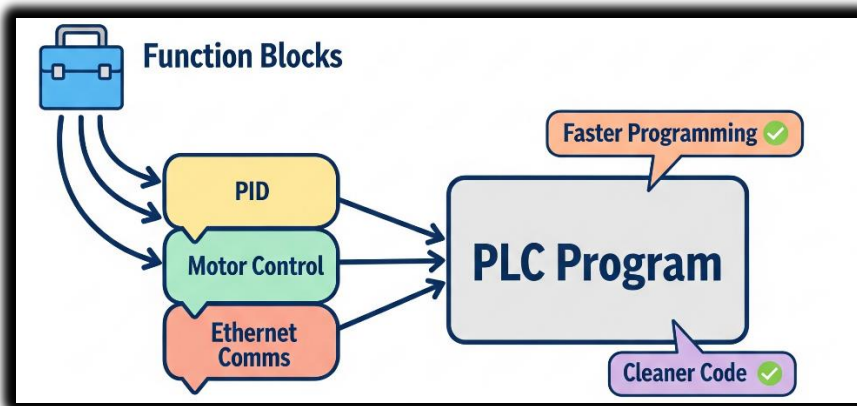 Function Blocks
Faster Programming
PID
Motor Control
PLC Program
Ethernet
Comms
Cleaner Code